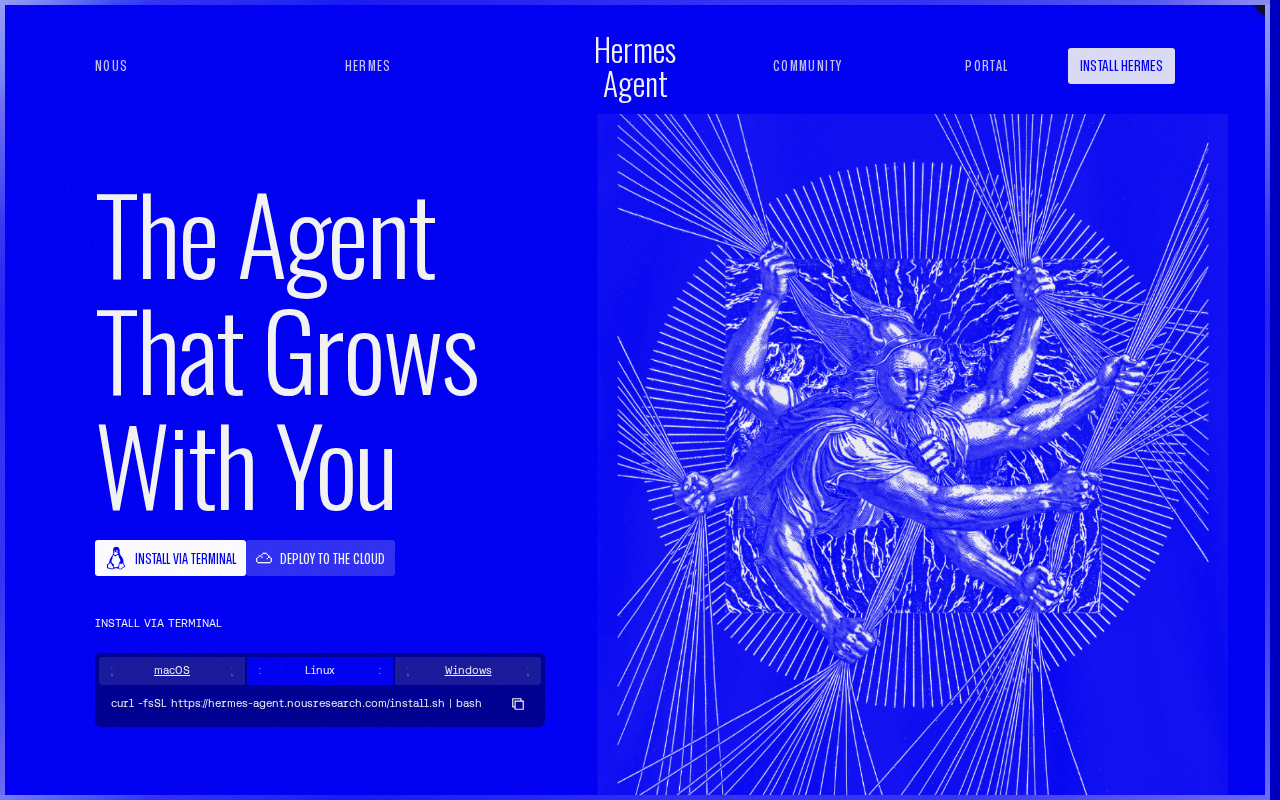 NOUS
HERMES
Hermes
Agent
COMMUNITY
PORTAL
INSTALL HERMES
The Agent
That Grows
With You
INSTALL VIA TERMINAL
DEPLOY TO THE CLOUD
INSTALL VIA TERMINAL
macOS
Linux
Windows
curl -fsSL https://hermes-agent.nousresearch.com/install.sh | bash